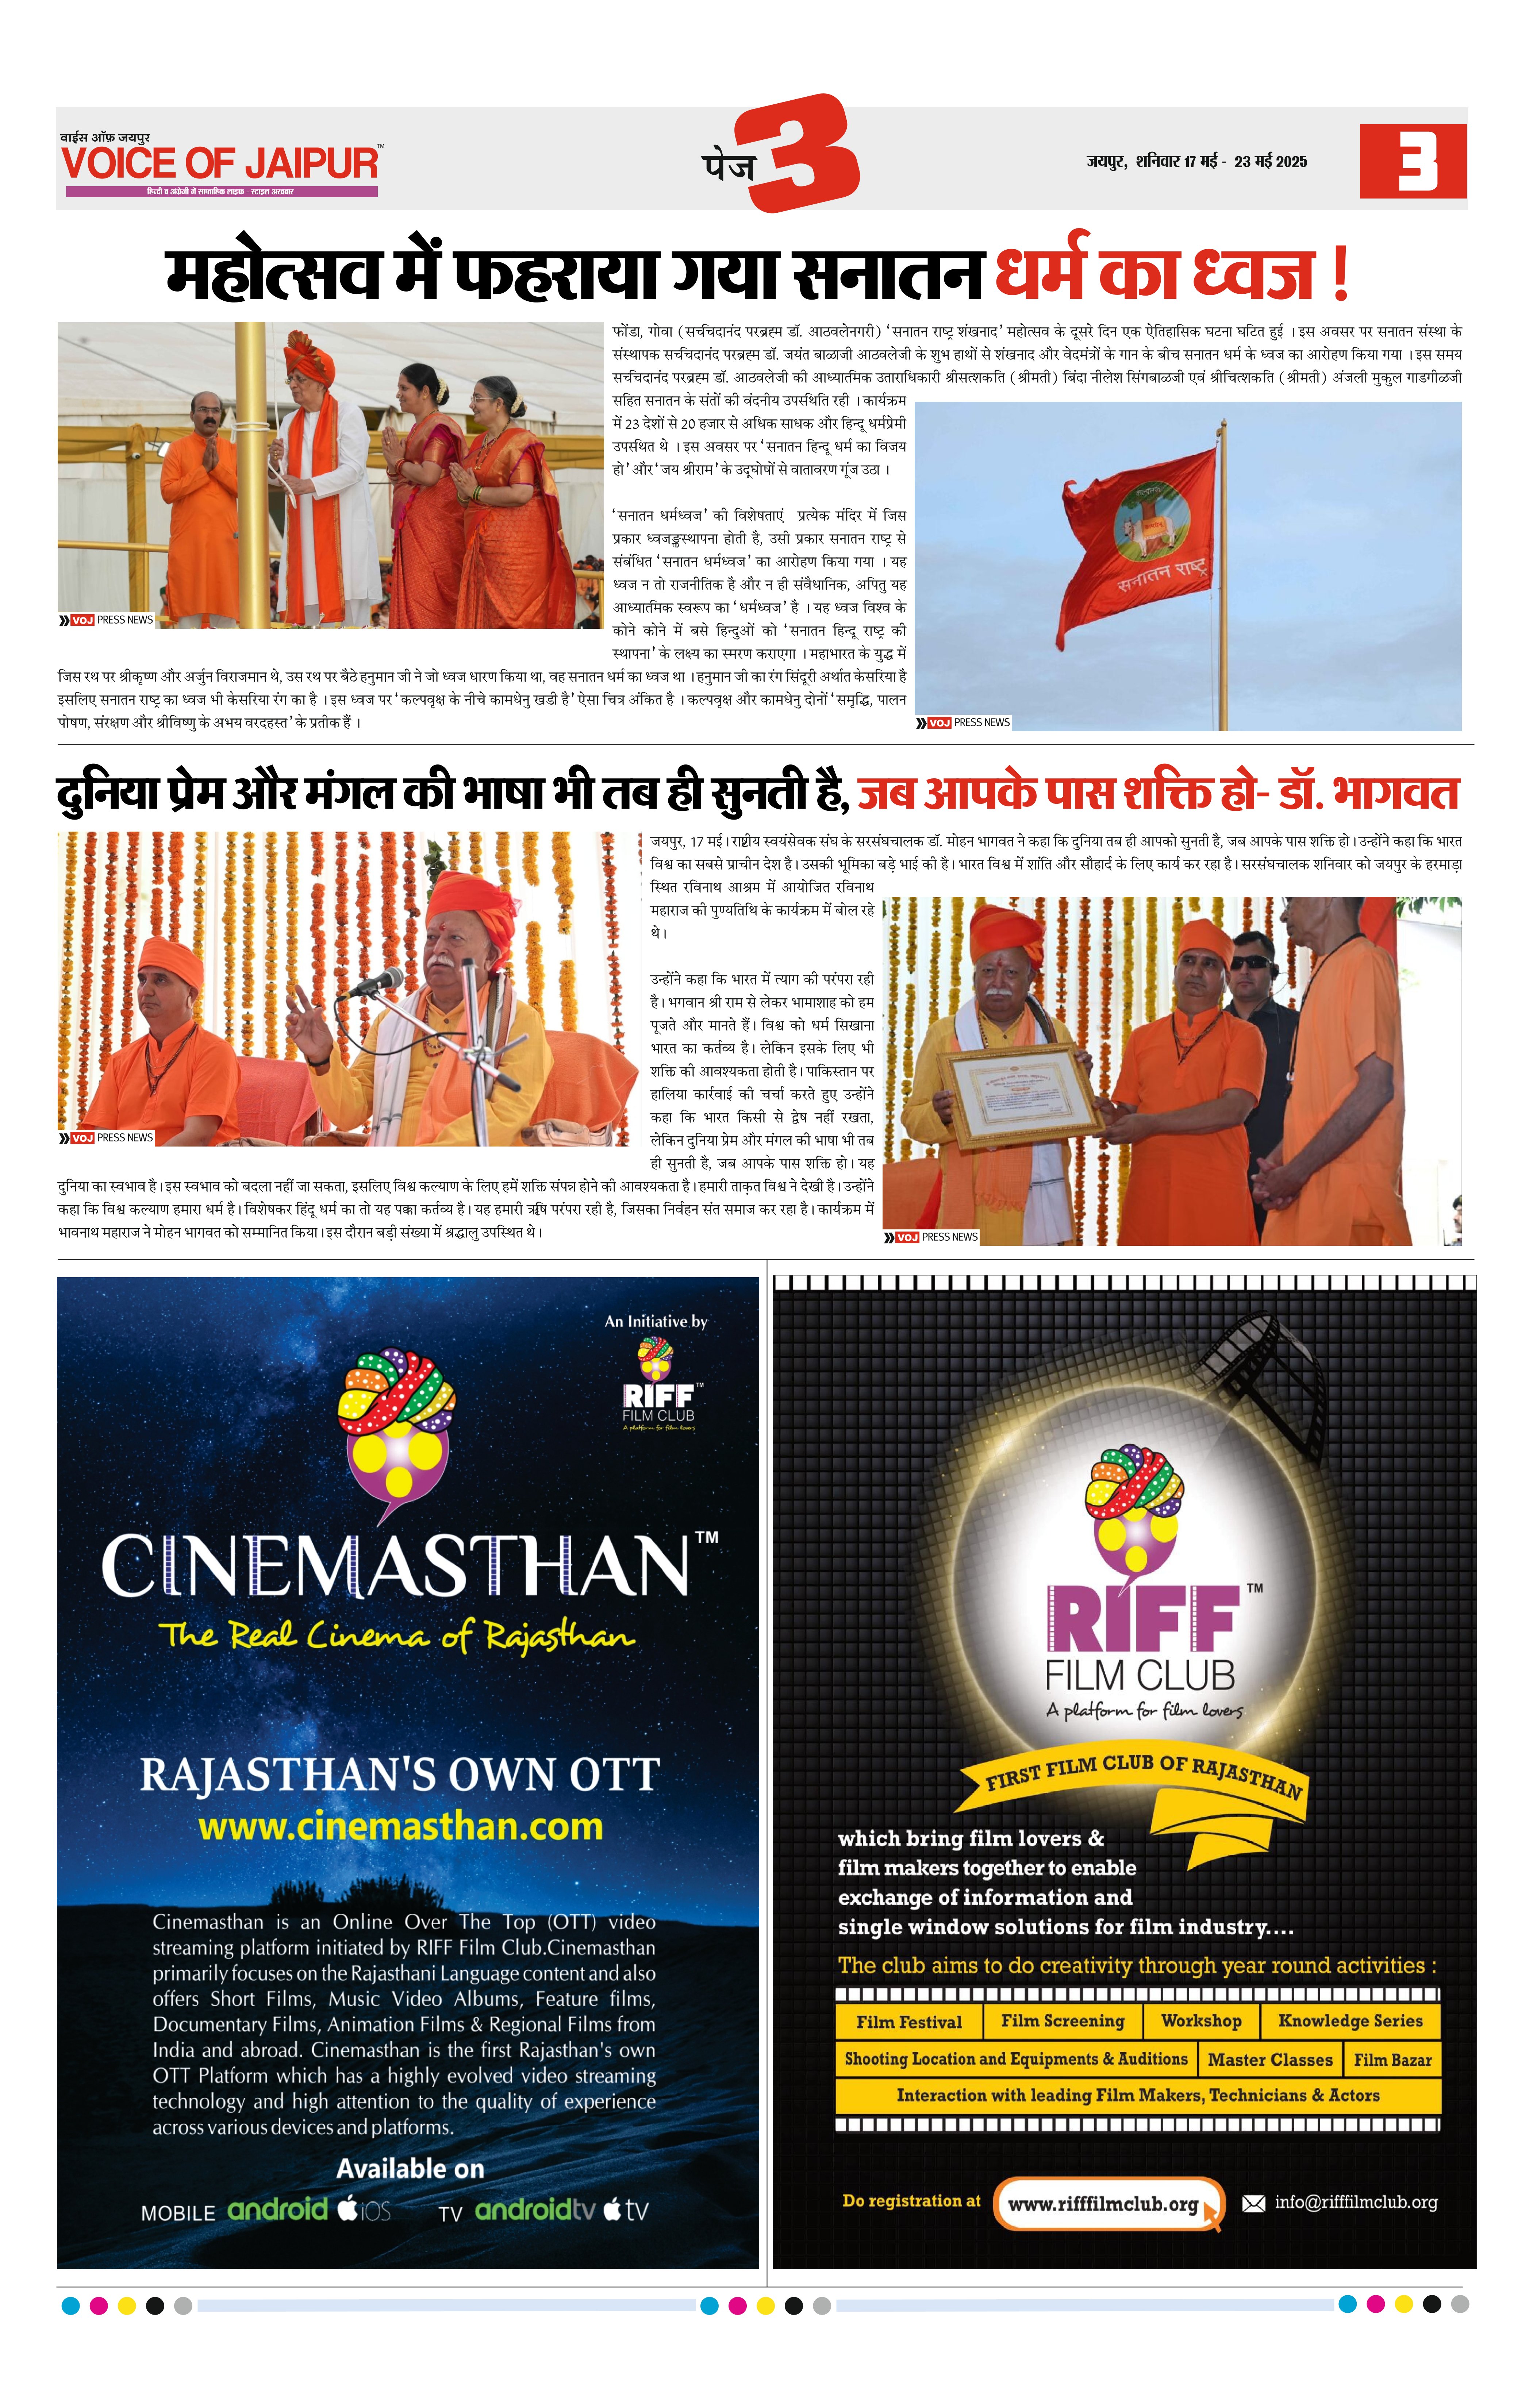 वाईस ऑफ़ जयपुर
VOICE OF JAIPUR™
हिन्दी व अंग्रेजी में साप्ताहिक लाइफ - स्टाइल अखबार
पेज 3
जयपुर, शनिवार 17 मई - 23 मई 2025
3
महोत्सव में फहराया गया सनातन धर्म का ध्वज !
फोंडा, गोवा (सच्चिदानंद परब्रह्म डॉ. आठवलेनगरी) ‘सनातन राष्ट्र शंखनाद’ महोत्सव के दूसरे दिन एक ऐतिहासिक घटना घटित हुई । इस अवसर पर सनातन संस्था के
संस्थापक सच्चिदानंद परब्रह्म डॉ. जयंत बाळाजी आठवलेजी के शुभ हाथों से शंखनाद और वेदमंत्रों के गान के बीच सनातन धर्म के ध्वज का आरोहण किया गया । इस समय
सच्चिदानंद परब्रह्म डॉ. आठवलेजी की आध्यात्मिक उताराधिकारी श्रीसत्शक्ति (श्रीमती) बिंदा नीलेश सिंगबाळजी एवं श्रीचित्शक्ति (श्रीमती) अंजली मुकुल गाडगीळजी
सहित सनातन के संतों की वंदनीय उपस्थिति रही । कार्यक्रम
में 23 देशों से 20 हजार से अधिक साधक और हिन्दू धर्मप्रेमी
उपस्थित थे । इस अवसर पर ‘सनातन हिन्दू धर्म का विजय
हो’ और ‘जय श्रीराम’ के उद्घोषों से वातावरण गूंज उठा ।
‘सनातन धर्मध्वज’ की विशेषताएं प्रत्येक मंदिर में जिस
प्रकार ध्वजङ्कस्थापना होती है, उसी प्रकार सनातन राष्ट्र से
संबंधित ‘सनातन धर्मध्वज’ का आरोहण किया गया । यह
ध्वज न तो राजनीतिक है और न ही संवैधानिक, अपितु यह
आध्यात्मिक स्वरूप का ‘धर्मध्वज’ है । यह ध्वज विश्व के
कोने कोने में बसे हिन्दुओं को ‘सनातन हिन्दू राष्ट्र की
स्थापना’ के लक्ष्य का स्मरण कराएगा । महाभारत के युद्ध में
जिस रथ पर श्रीकृष्ण और अर्जुन विराजमान थे, उस रथ पर बैठे हनुमान जी ने जो ध्वज धारण किया था, वह सनातन धर्म का ध्वज था । हनुमान जी का रंग सिंदूरी अर्थात केसरिया है
इसलिए सनातन राष्ट्र का ध्वज भी केसरिया रंग का है । इस ध्वज पर ‘कल्पवृक्ष के नीचे कामधेनु खडी है’ ऐसा चित्र अंकित है । कल्पवृक्ष और कामधेनु दोनों ‘समृद्धि, पालन
पोषण, संरक्षण और श्रीविष्णु के अभय वरदहस्त’ के प्रतीक हैं ।
VOJ PRESS NEWS
सनातन राष्ट्र
VOJ PRESS NEWS
दुनिया प्रेम और मंगल की भाषा भी तब ही सुनती है, जब आपके पास शक्ति हो- डॉ. भागवत
जयपुर, 17 मई। राष्ट्रीय स्वयंसेवक संघ के सरसंघचालक डॉ. मोहन भागवत ने कहा कि दुनिया तब ही आपको सुनती है, जब आपके पास शक्ति हो। उन्होंने कहा कि भारत
विश्व का सबसे प्राचीन देश है। उसकी भूमिका बड़े भाई की है। भारत विश्व में शांति और सौहार्द के लिए कार्य कर रहा है। सरसंघचालक शनिवार को जयपुर के हरमाड़ा
स्थित रविनाथ आश्रम में आयोजित रविनाथ
महाराज की पुण्यतिथि के कार्यक्रम में बोल रहे
थे।
उन्होंने कहा कि भारत में त्याग की परंपरा रही
है। भगवान श्री राम से लेकर भामाशाह को हम
पूजते और मानते हैं। विश्व को धर्म सिखाना
भारत का कर्तव्य है। लेकिन इसके लिए भी
शक्ति की आवश्यकता होती है। पाकिस्तान पर
हालिया कार्रवाई की चर्चा करते हुए उन्होंने
कहा कि भारत किसी से द्वेष नहीं रखता,
लेकिन दुनिया प्रेम और मंगल की भाषा भी तब
ही सुनती है, जब आपके पास शक्ति हो। यह
दुनिया का स्वभाव है। इस स्वभाव को बदला नहीं जा सकता, इसलिए विश्व कल्याण के लिए हमें शक्ति संपन्न होने की आवश्यकता है। हमारी ताक़त विश्व ने देखी है। उन्होंने
कहा कि विश्व कल्याण हमारा धर्म है। विशेषकर हिंदू धर्म का तो यह पक्का कर्तव्य है। यह हमारी ऋषि परंपरा रही है, जिसका निर्वहन संत समाज कर रहा है। कार्यक्रम में
भावनाथ महाराज ने मोहन भागवत को सम्मानित किया। इस दौरान बड़ी संख्या में श्रद्धालु उपस्थित थे।
VOJ PRESS NEWS
VOJ PRESS NEWS
An Initiative by
RIFF™
FILM CLUB
A platform for film lovers
CINEMASTHAN™
The Real Cinema of Rajasthan
RAJASTHAN'S OWN OTT
www.cinemasthan.com
Cinemasthan is an Online Over The Top (OTT) video
streaming platform initiated by RIFF Film Club.Cinemasthan
primarily focuses on the Rajasthani Language content and also
offers Short Films, Music Video Albums, Feature films,
Documentary Films, Animation Films & Regional Films from
India and abroad. Cinemasthan is the first Rajasthan's own
OTT Platform which has a highly evolved video streaming
technology and high attention to the quality of experience
across various devices and platforms.
Available on
MOBILE android iOS TV androidtv tv
RIFF™
FILM CLUB
A platform for film lovers
FIRST FILM CLUB OF RAJASTHAN
which bring film lovers &
film makers together to enable
exchange of information and
single window solutions for film industry....
The club aims to do creativity through year round activities :
Film Festival Film Screening Workshop Knowledge Series
Shooting Location and Equipments & Auditions Master Classes Film Bazar
Interaction with leading Film Makers, Technicians & Actors
Do registration at www.rifffilmclub.org info@rifffilmclub.org